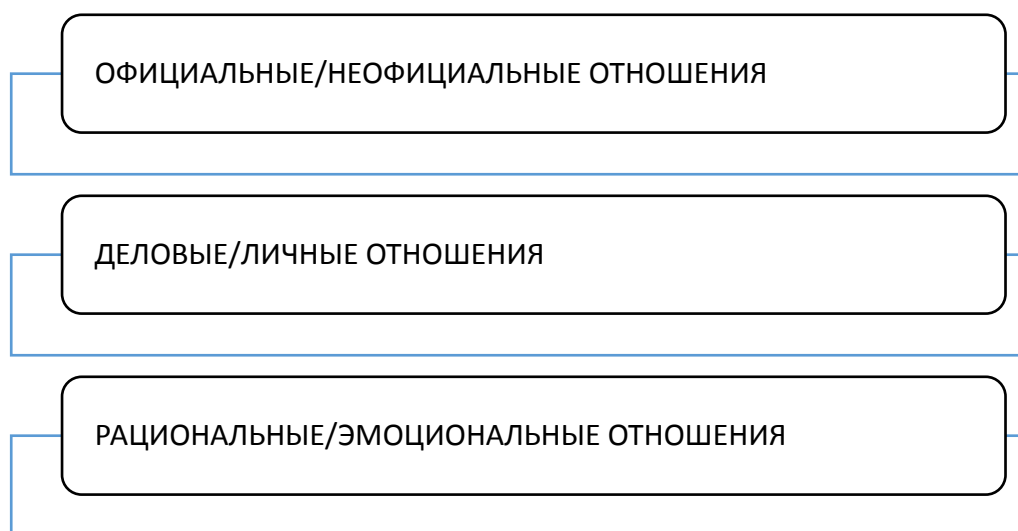 ОФИЦИАЛЬНЫЕ/НЕОФИЦИАЛЬНЫЕ ОТНОШЕНИЯ
ДЕЛОВЫЕ/ЛИЧНЫЕ ОТНОШЕНИЯ
РАЦИОНАЛЬНЫЕ/ЭМОЦИОНАЛЬНЫЕ ОТНОШЕНИЯ